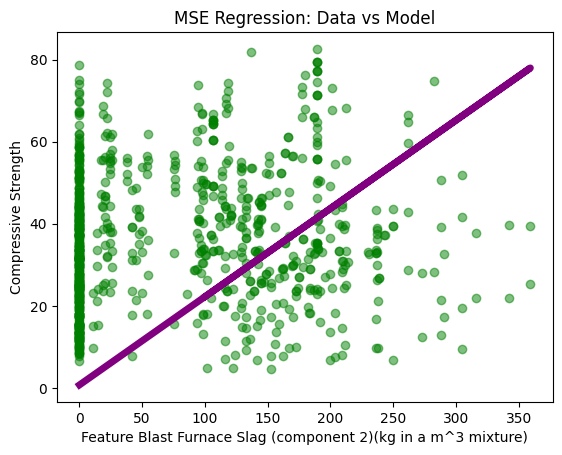 MSE Regression: Data vs Model
Compressive Strength
80
60
40
20
0
0 50 100 150 200 250 300 350
Feature Blast Furnace Slag (component 2)(kg in a m^3 mixture)